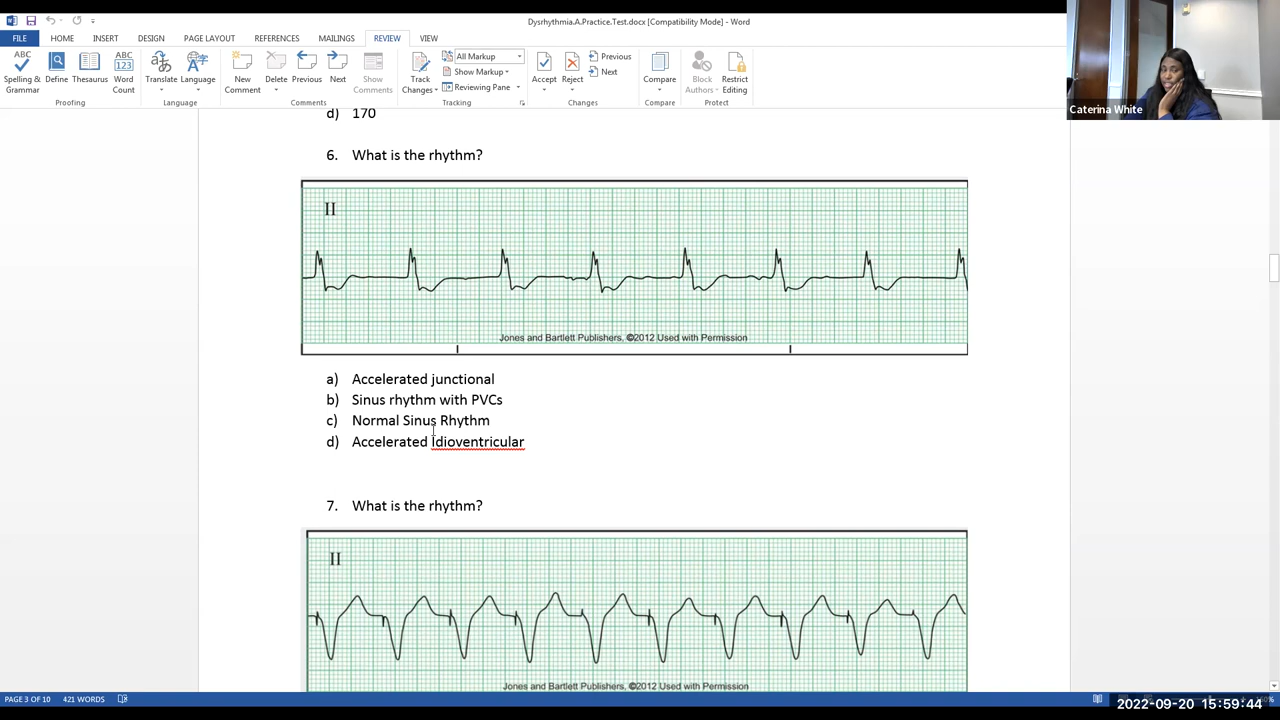 Dysrhythmia.A.Practice.Test.docx [Compatibility Mode] - Word
FILE HOME INSERT DESIGN PAGE LAYOUT REFERENCES MAILINGS REVIEW VIEW
ABC ABC
123
All Markup
Show Markup
Reviewing Pane
Previous
Next
Spelling & Grammar
Define
Thesaurus
Word Count
Translate
Language
New Comment
Delete
Previous
Next
Show Comments
Track Changes
Accept
Reject
Compare
Block Authors
Restrict Editing
Proofing Language Comments Tracking Changes Compare Protect
Caterina White
d) 170
6. What is the rhythm?
II
Jones and Bartlett Publishers, ©2012 Used with Permission
a) Accelerated junctional
b) Sinus rhythm with PVCs
c) Normal Sinus Rhythm
d) Accelerated Idioventricular
7. What is the rhythm?
II
Jones and Bartlett Publishers, ©2012 Used with Permission
PAGE 3 OF 10 421 WORDS
2022-09-20 15:59:44